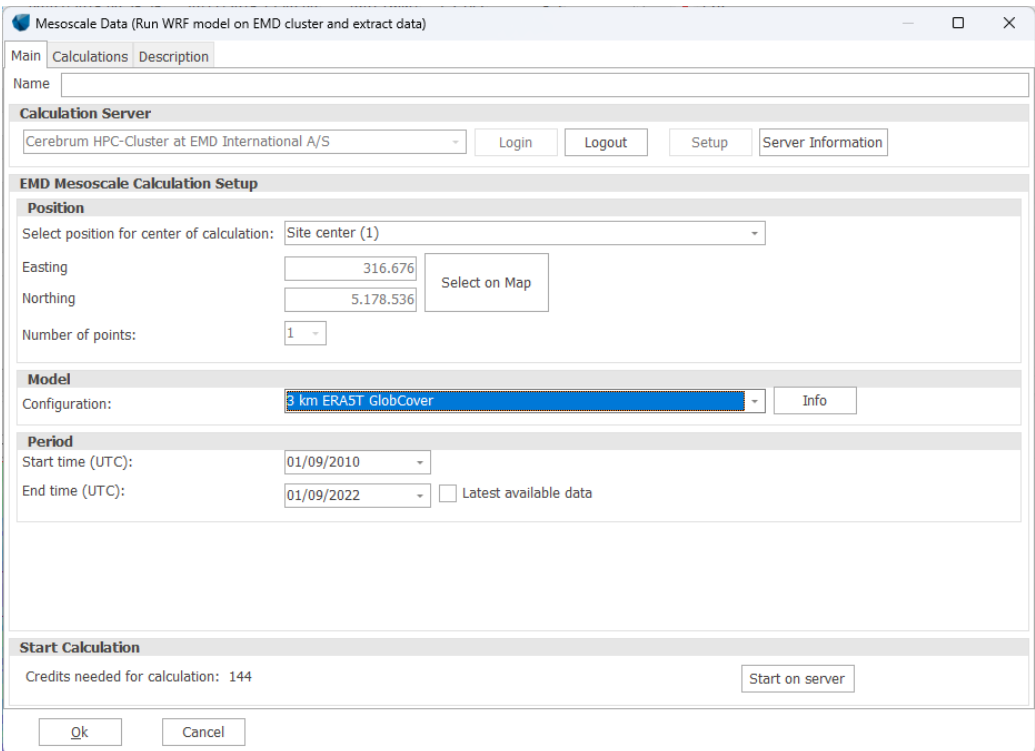 Mesoscale Data (Run WRF model on EMD cluster and extract data)
Main Calculations Description
Name
Calculation Server
Cerebrum HPC-Cluster at EMD International A/S Login Logout Setup Server Information
EMD Mesoscale Calculation Setup
Position
Select position for center of calculation: Site center (1)
Easting 316.676
Select on Map
Northing 5.178.536
Number of points: 1
Model
Configuration: 3 km ERA5T GlobCover Info
Period
Start time (UTC): 01/09/2010
End time (UTC): 01/09/2022 Latest available data
Start Calculation
Credits needed for calculation: 144 Start on server
Ok Cancel